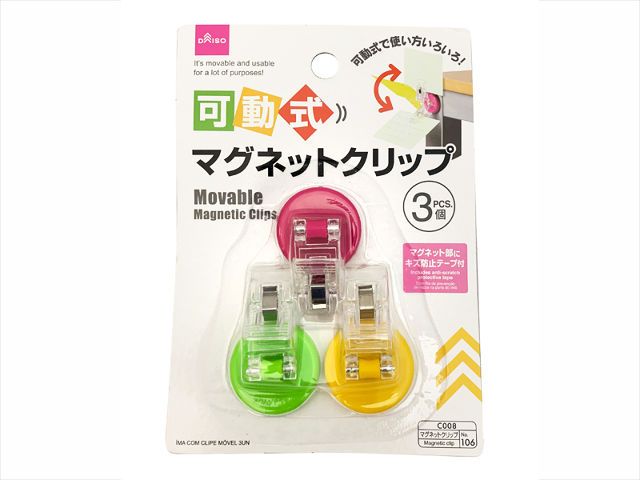 DAISO
It's movable and usable
for a lot of purposes!
可動式で使い方いろいろ!
可動式
マグネットクリップ
Movable
Magnetic Clips
3 PCS.
個
マグネット部に
キズ防止テープ付
Includes anti-scratch
protective tape
C008
マグネットクリップ
Magnetic clip
No.
106
ÍMA COM CLIPE MÓVEL 3UN